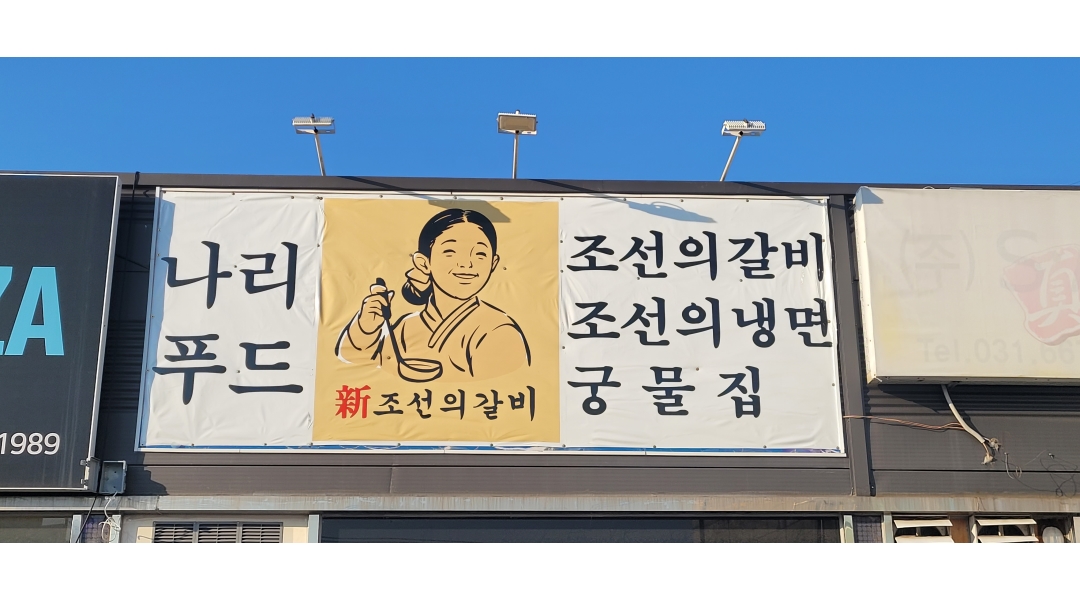 ZA
1989
나리
푸드
新조선의갈비
조선의갈비
조선의냉면
궁물집
(주)
眞
Tel 031